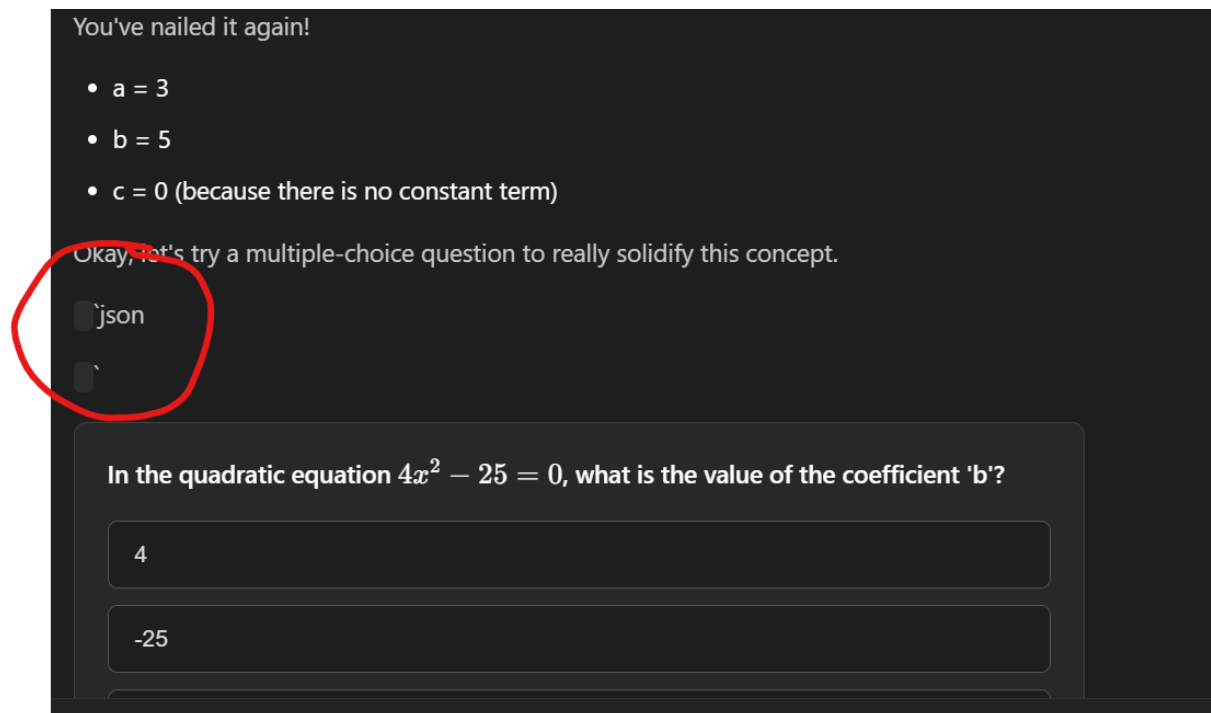 You've nailed it again!
• a = 3
• b = 5
• c = 0 (because there is no constant term)
Okay, let's try a multiple-choice question to really solidify this concept.
`json
`
In the quadratic equation 4x² − 25 = 0, what is the value of the coefficient 'b'?
4
-25